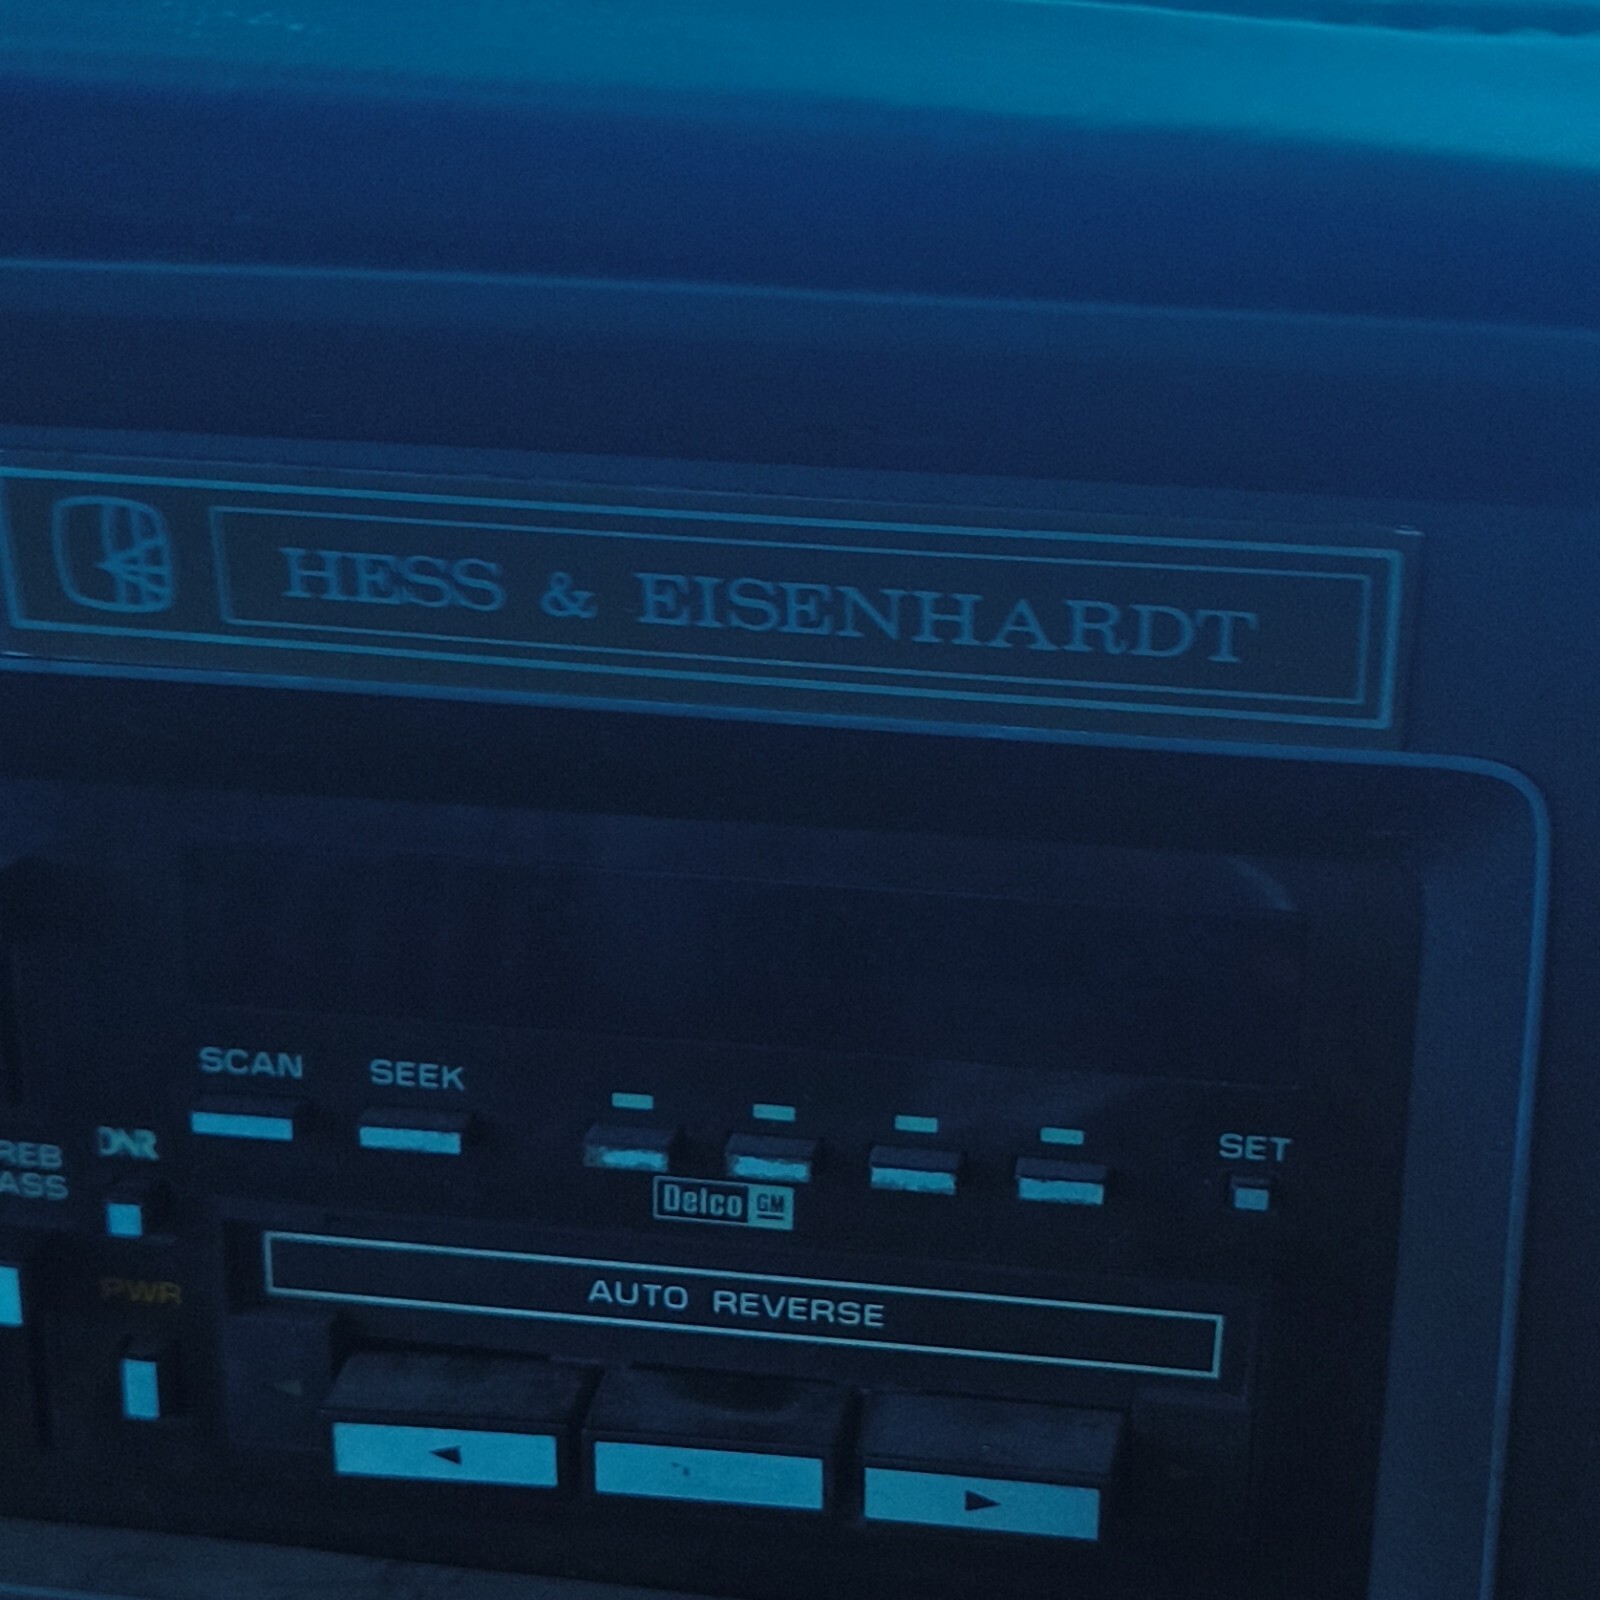 HESS & EISENHARDT
SCAN
SEEK
SET
DNR
REB
ASS
Delco GM
PWR
AUTO REVERSE